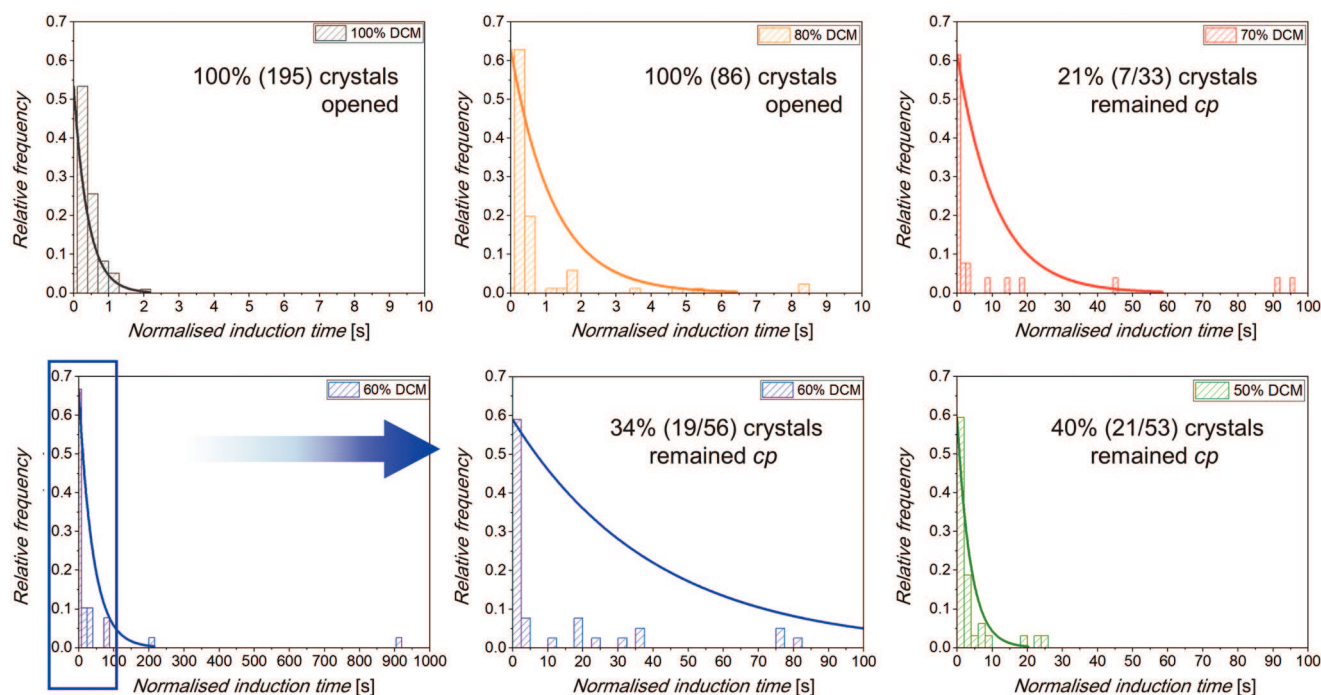 100% DCM
100% (195) crystals
opened
Relative frequency
0.7
0.6
0.5
0.4
0.3
0.2
0.1
0.0
0 1 2 3 4 5 6 7 8 9 10
Normalised induction time [s]
80% DCM
100% (86) crystals
opened
Relative frequency
0.7
0.6
0.5
0.4
0.3
0.2
0.1
0.0
0 1 2 3 4 5 6 7 8 9 10
Normalised induction time [s]
70% DCM
21% (7/33) crystals
remained cp
Relative frequency
0.7
0.6
0.5
0.4
0.3
0.2
0.1
0.0
0 10 20 30 40 50 60 70 80 90 100
Normalised induction time [s]
60% DCM
Relative frequency
0.7
0.6
0.5
0.4
0.3
0.2
0.1
0.0
0 100 200 300 400 500 600 700 800 900 1000
Normalised induction time [s]
60% DCM
34% (19/56) crystals
remained cp
Relative frequency
0.7
0.6
0.5
0.4
0.3
0.2
0.1
0.0
0 20 40 60 80 100
Normalised induction time [s]
50% DCM
40% (21/53) crystals
remained cp
Relative frequency
0.7
0.6
0.5
0.4
0.3
0.2
0.1
0.0
0 10 20 30 40 50 60 70 80 90 100
Normalised induction time [s]